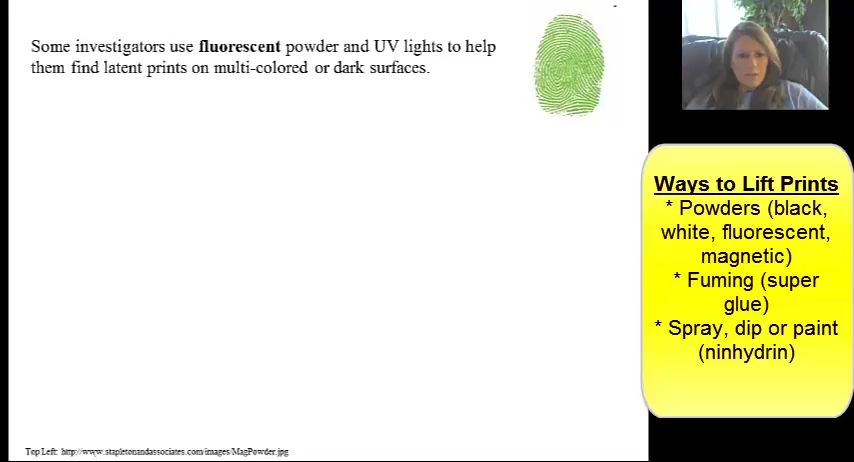 Some investigators use fluorescent powder and UV lights to help
them find latent prints on multi-colored or dark surfaces.
Ways to Lift Prints
* Powders (black,
white, fluorescent,
magnetic)
* Fuming (super
glue)
* Spray, dip or paint
(ninhydrin)
Top Left: http://www.stapletonandassociates.com/images/MagPowder.jpg